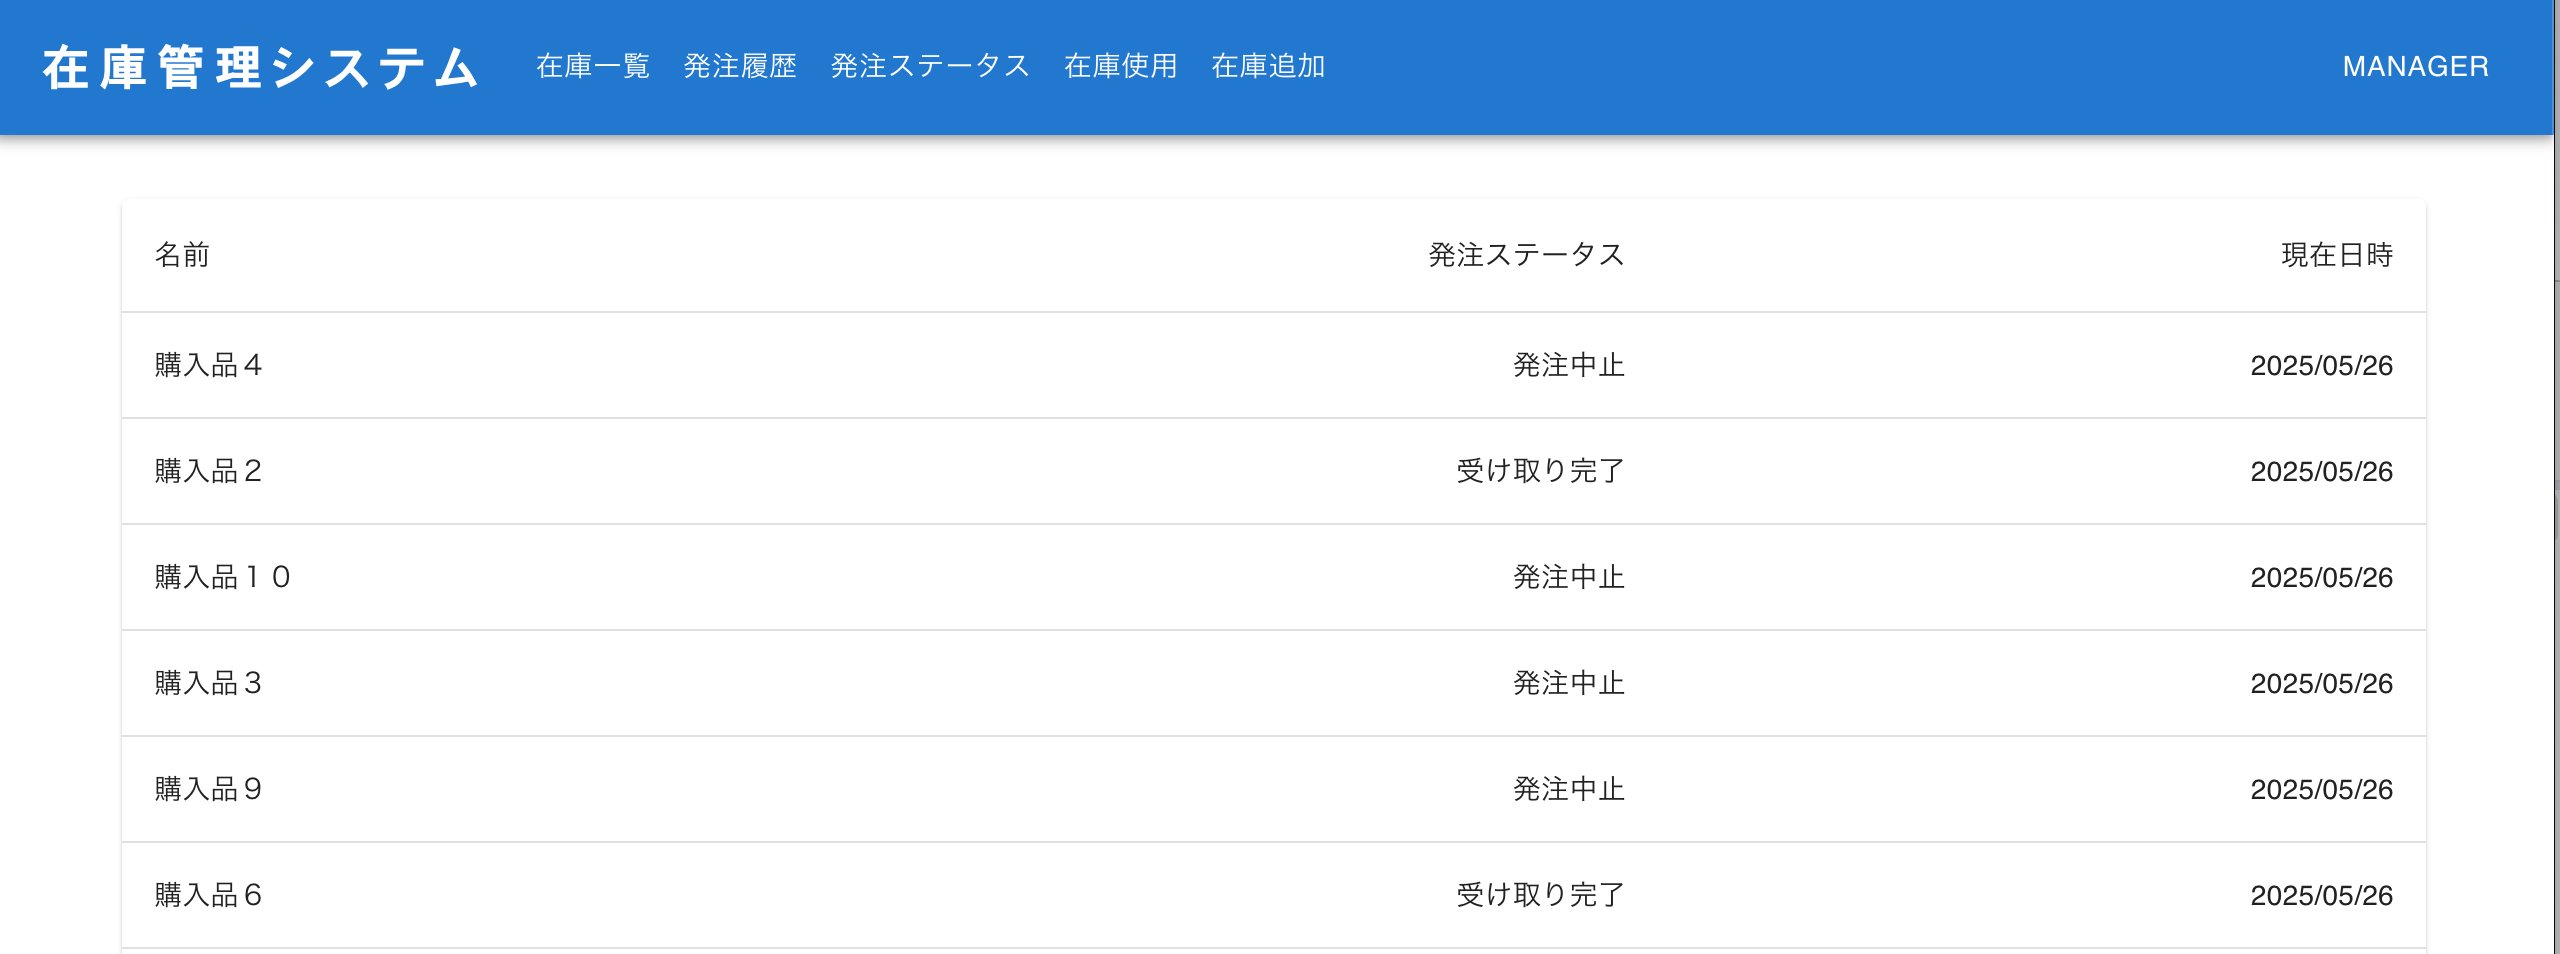 在庫管理システム 在庫一覧 発注履歴 発注ステータス 在庫使用 在庫追加 MANAGER
名前 発注ステータス 現在日時
購入品４ 発注中止 2025/05/26
購入品２ 受け取り完了 2025/05/26
購入品１０ 発注中止 2025/05/26
購入品３ 発注中止 2025/05/26
購入品９ 発注中止 2025/05/26
購入品６ 受け取り完了 2025/05/26